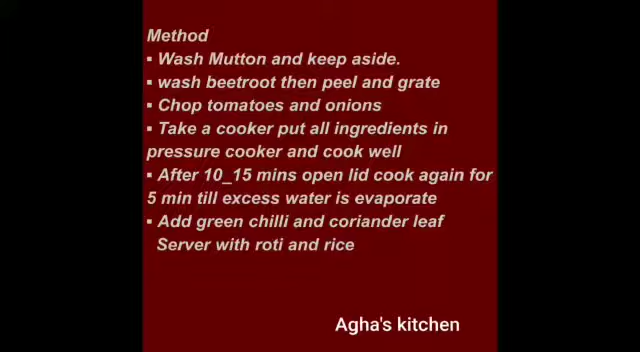 Method
▪ Wash Mutton and keep aside.
▪ wash beetroot then peel and grate
▪ Chop tomatoes and onions
▪ Take a cooker put all ingredients in
pressure cooker and cook well
▪ After 10_15 mins open lid cook again for
5 min till excess water is evaporate
▪ Add green chilli and coriander leaf
Server with roti and rice
Agha's kitchen